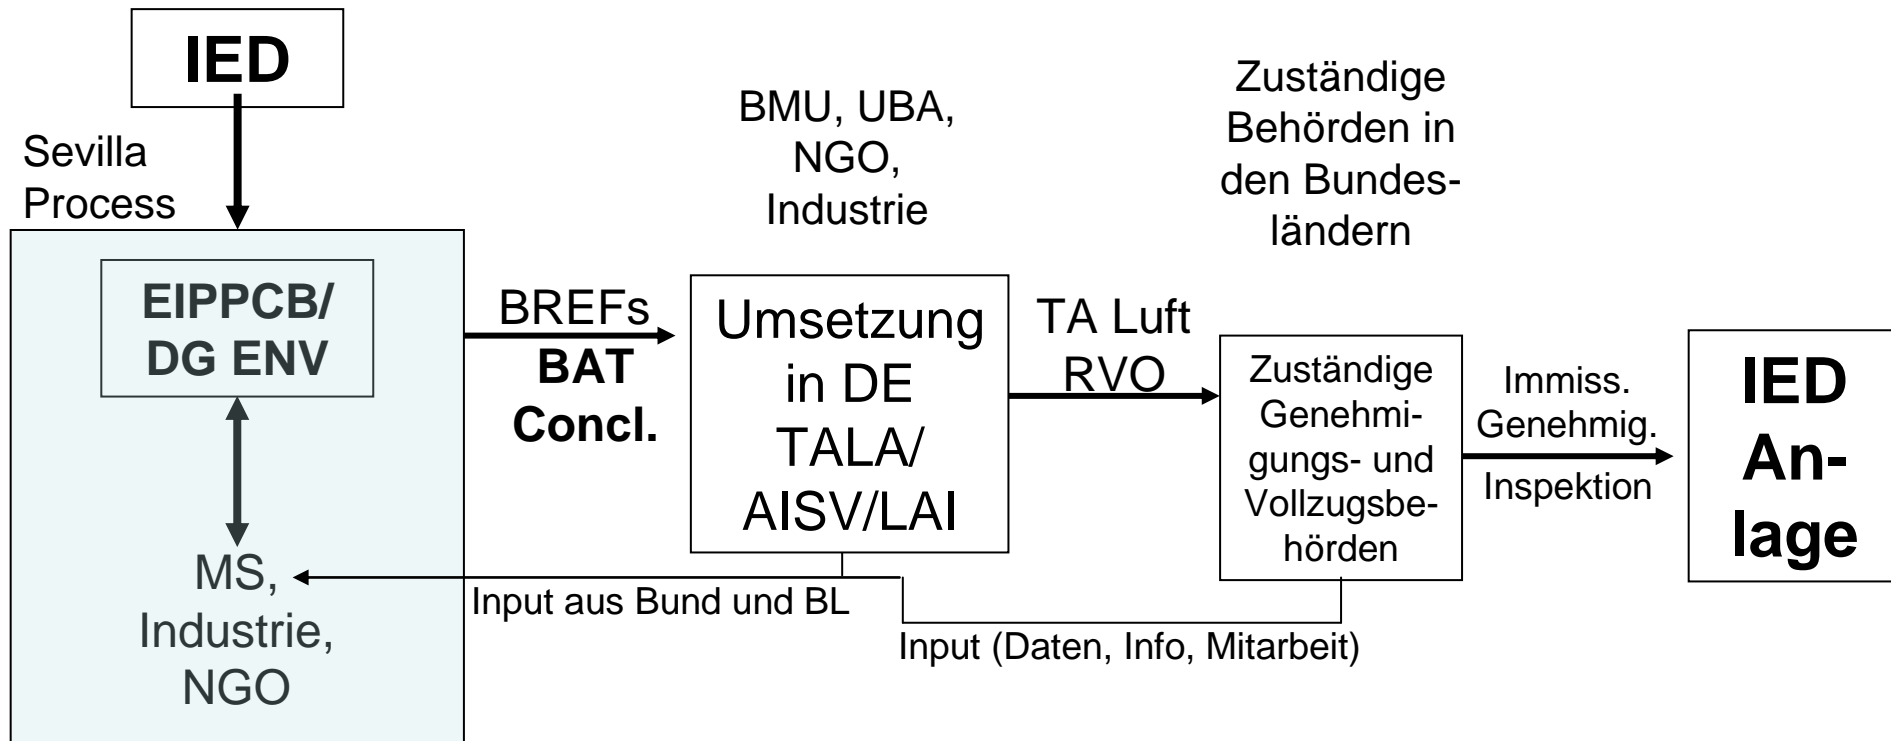 IED
Sevilla
Process
EIPPCB/
DG ENV
MS,
Industrie,
NGO
BREFs
BAT
Concl.
BMU, UBA,
NGO,
Industrie
Umsetzung
in DE
TALA/
AISV/LAI
Input aus Bund und BL
TA Luft
RVO
Zuständige
Behörden in
den Bundes-
ländern
Zuständige
Genehmi-
gungs- und
Vollzugsbe-
hörden
Input (Daten, Info, Mitarbeit)
Immiss.
Genehmig.
Inspektion
IED
An-
lage